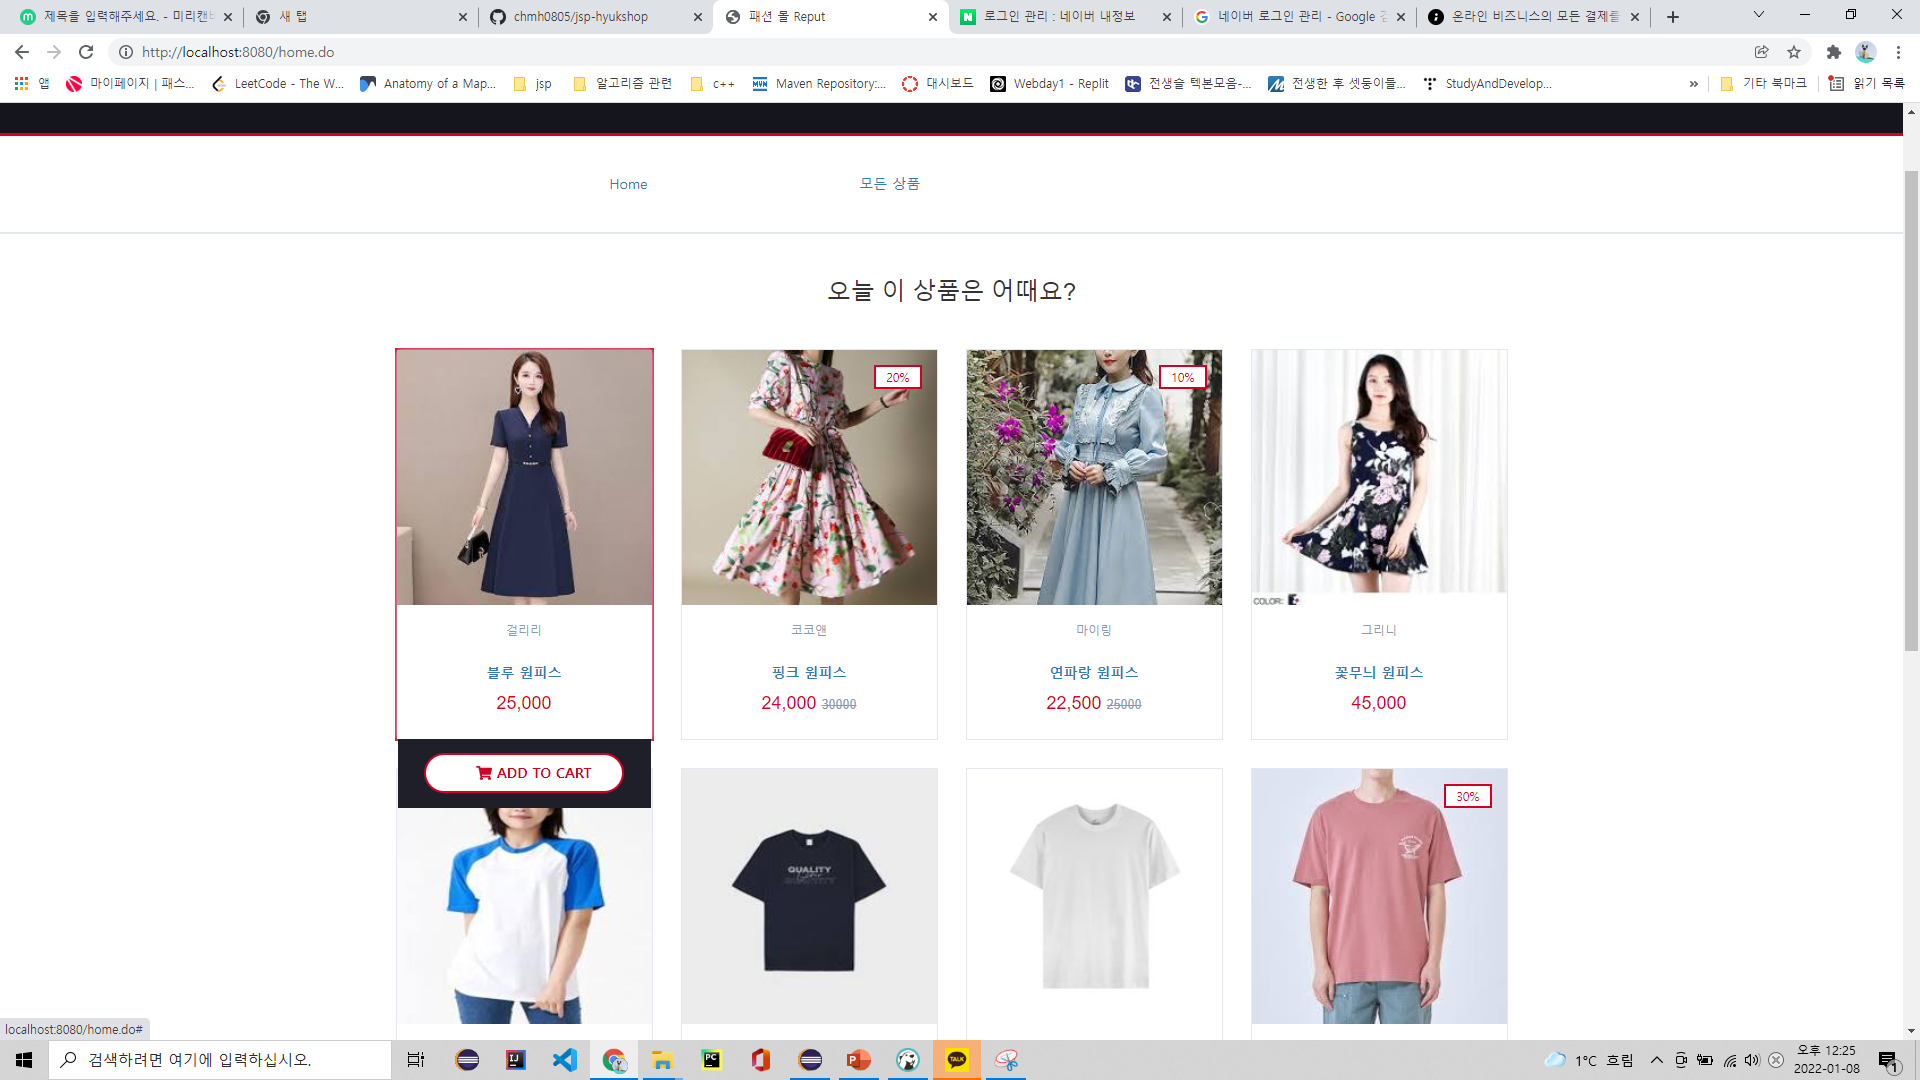 제목을 입력해주세요. - 미리캔버
새 탭
chmh0805/jsp-hyukshop
패션 몰 Reput
로그인 관리 : 네이버 내정보
네이버 로그인 관리 - Google 검
온라인 비즈니스의 모든 결제를
http://localhost:8080/home.do
앱
마이페이지 | 패스...
LeetCode - The W...
Anatomy of a Map...
jsp
알고리즘 관련
c++
Maven Repository:...
대시보드
Webday1 - Replit
전생슬 텍본모음-...
전생한 후 셋둥이들...
StudyAndDevelop...
»
기타 북마크
읽기 목록
Home
모든 상품
오늘 이 상품은 어때요?
20%
10%
COLOR:
걸리리
코코앤
마이링
그리니
블루 원피스
핑크 원피스
연파랑 원피스
꽃무늬 원피스
25,000
24,000 30000
22,500 25000
45,000
ADD TO CART
30%
QUALITY
localhost:8080/home.do#
검색하려면 여기에 입력하십시오.
1°C 흐림
오후 12:25
2022-01-08
1